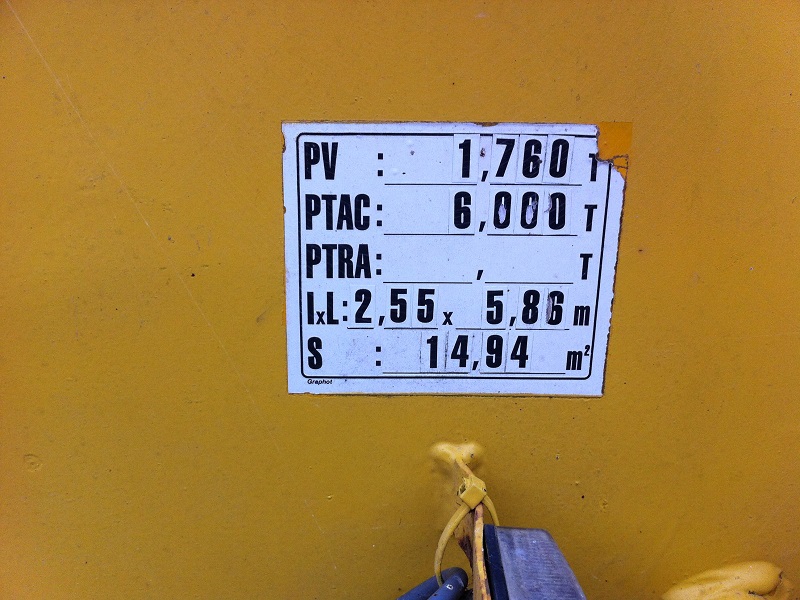 PV : 1,760 T
PTAC: 6,000 T
PTRA: , T
IxL: 2,55 x 5,86 m
S : 14,94 m²
Graphot